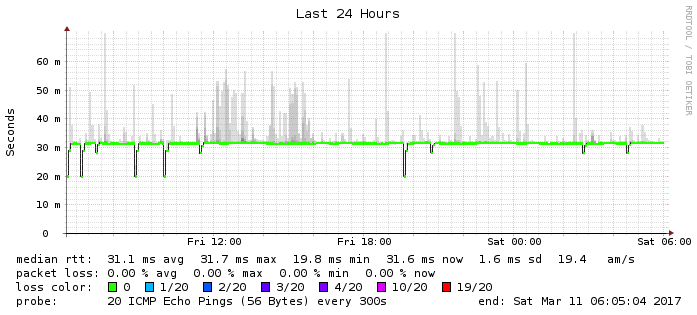 Last 24 Hours
RRDTOOL / TOBI OETIKER
Seconds
60 m
50 m
40 m
30 m
20 m
10 m
0
Fri 12:00 Fri 18:00 Sat 00:00 Sat 06:00
median rtt: 31.1 ms avg 31.7 ms max 19.8 ms min 31.6 ms now 1.6 ms sd 19.4 am/s
packet loss: 0.00 % avg 0.00 % max 0.00 % min 0.00 % now
loss color: 0 1/20 2/20 3/20 4/20 10/20 19/20
probe: 20 ICMP Echo Pings (56 Bytes) every 300s end: Sat Mar 11 06:05:04 2017